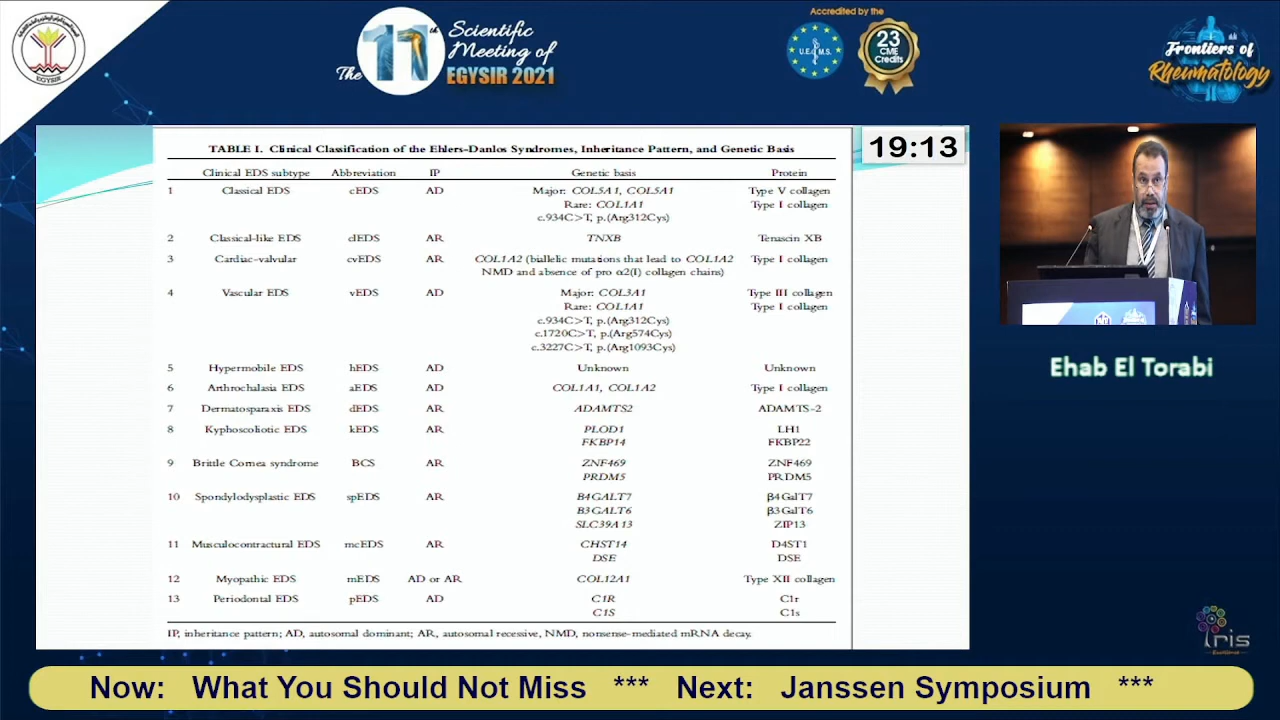 EGYSIR
The 11th Scientific Meeting of EGYSIR 2021
Accredited by the
U.E.M.S.
23
CME
Credits
Frontiers of
Rheumatology
19:13
TABLE I. Clinical Classification of the Ehlers-Danlos Syndromes, Inheritance Pattern, and Genetic Basis
Clinical EDS subtype Abbreviation IP Genetic basis Protein
1 Classical EDS cEDS AD Major: COL5A1, COL5A1 Type V collagen
Rare: COL1A1 Type I collagen
c.934C>T, p.(Arg312Cys)
2 Classical-like EDS clEDS AR TNXB Tenascin XB
3 Cardiac-valvular cvEDS AR COL1A2 (biallelic mutations that lead to COL1A2 Type I collagen
NMD and absence of pro α2(I) collagen chains)
4 Vascular EDS vEDS AD Major: COL3A1 Type III collagen
Rare: COL1A1 Type I collagen
c.934C>T, p.(Arg312Cys)
c.1720C>T, p.(Arg574Cys)
c.3227C>T, p.(Arg1093Cys)
5 Hypermobile EDS hEDS AD Unknown Unknown
6 Arthrochalasia EDS aEDS AD COL1A1, COL1A2 Type I collagen
7 Dermatosparaxis EDS dEDS AR ADAMTS2 ADAMTS-2
8 Kyphoscoliotic EDS kEDS AR PLOD1 LH1
FKBP14 FKBP22
9 Brittle Cornea syndrome BCS AR ZNF469 ZNF469
PRDM5 PRDM5
10 Spondylodysplastic EDS spEDS AR B4GALT7 β4GalT7
B3GALT6 β3GalT6
SLC39A13 ZIP13
11 Musculocontractural EDS mcEDS AR CHST14 D4ST1
DSE DSE
12 Myopathic EDS mEDS AD or AR COL12A1 Type XII collagen
13 Periodontal EDS pEDS AD C1R C1r
C1S C1s
IP, inheritance pattern; AD, autosomal dominant; AR, autosomal recessive, NMD, nonsense-mediated mRNA decay.
Ehab El Torabi
Iris
Now: What You Should Not Miss *** Next: Janssen Symposium ***